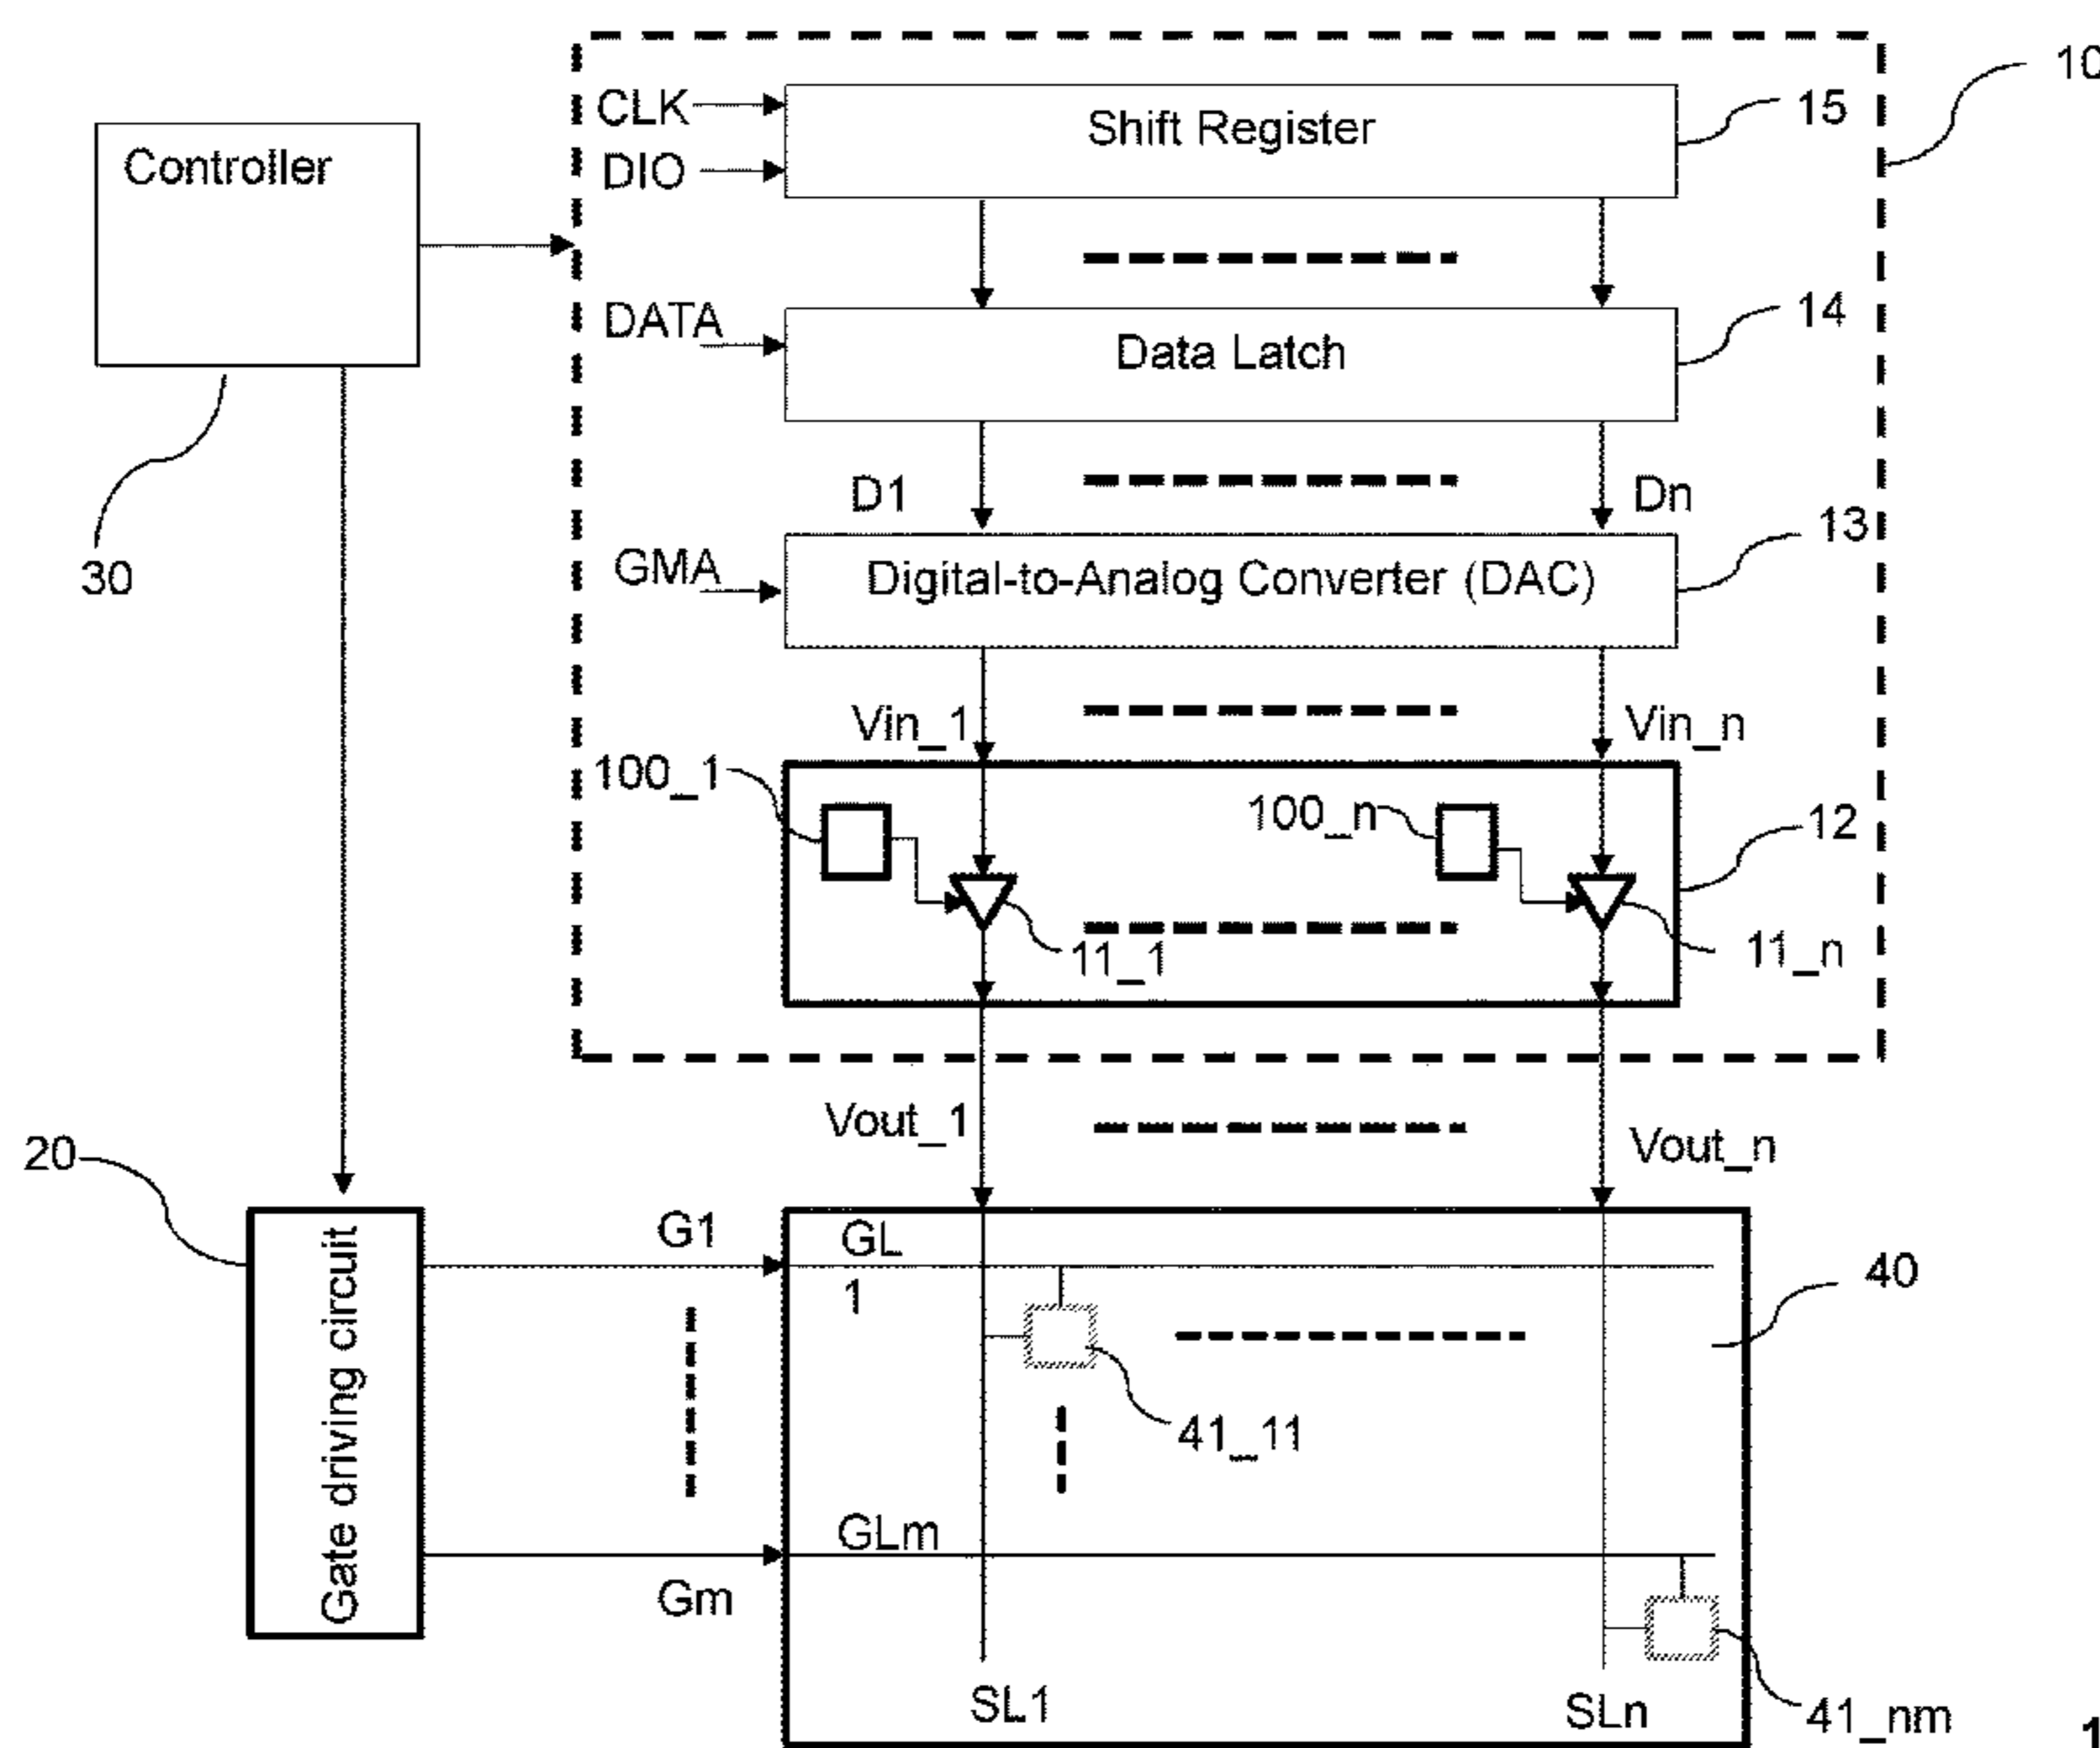 10
CLK
Shift Register
15
Controller
DIO
DATA
Data Latch
14
D1
Dn
13
GMA
Digital-to-Analog Converter (DAC)
30
Vin_1
Vin_n
100_1
100_n
12
11_1
11_n
Vout_1
Vout_n
20
G1
GL
1
40
Gate driving circuit
41_11
GLm
Gm
SL1
SLn
41_nm